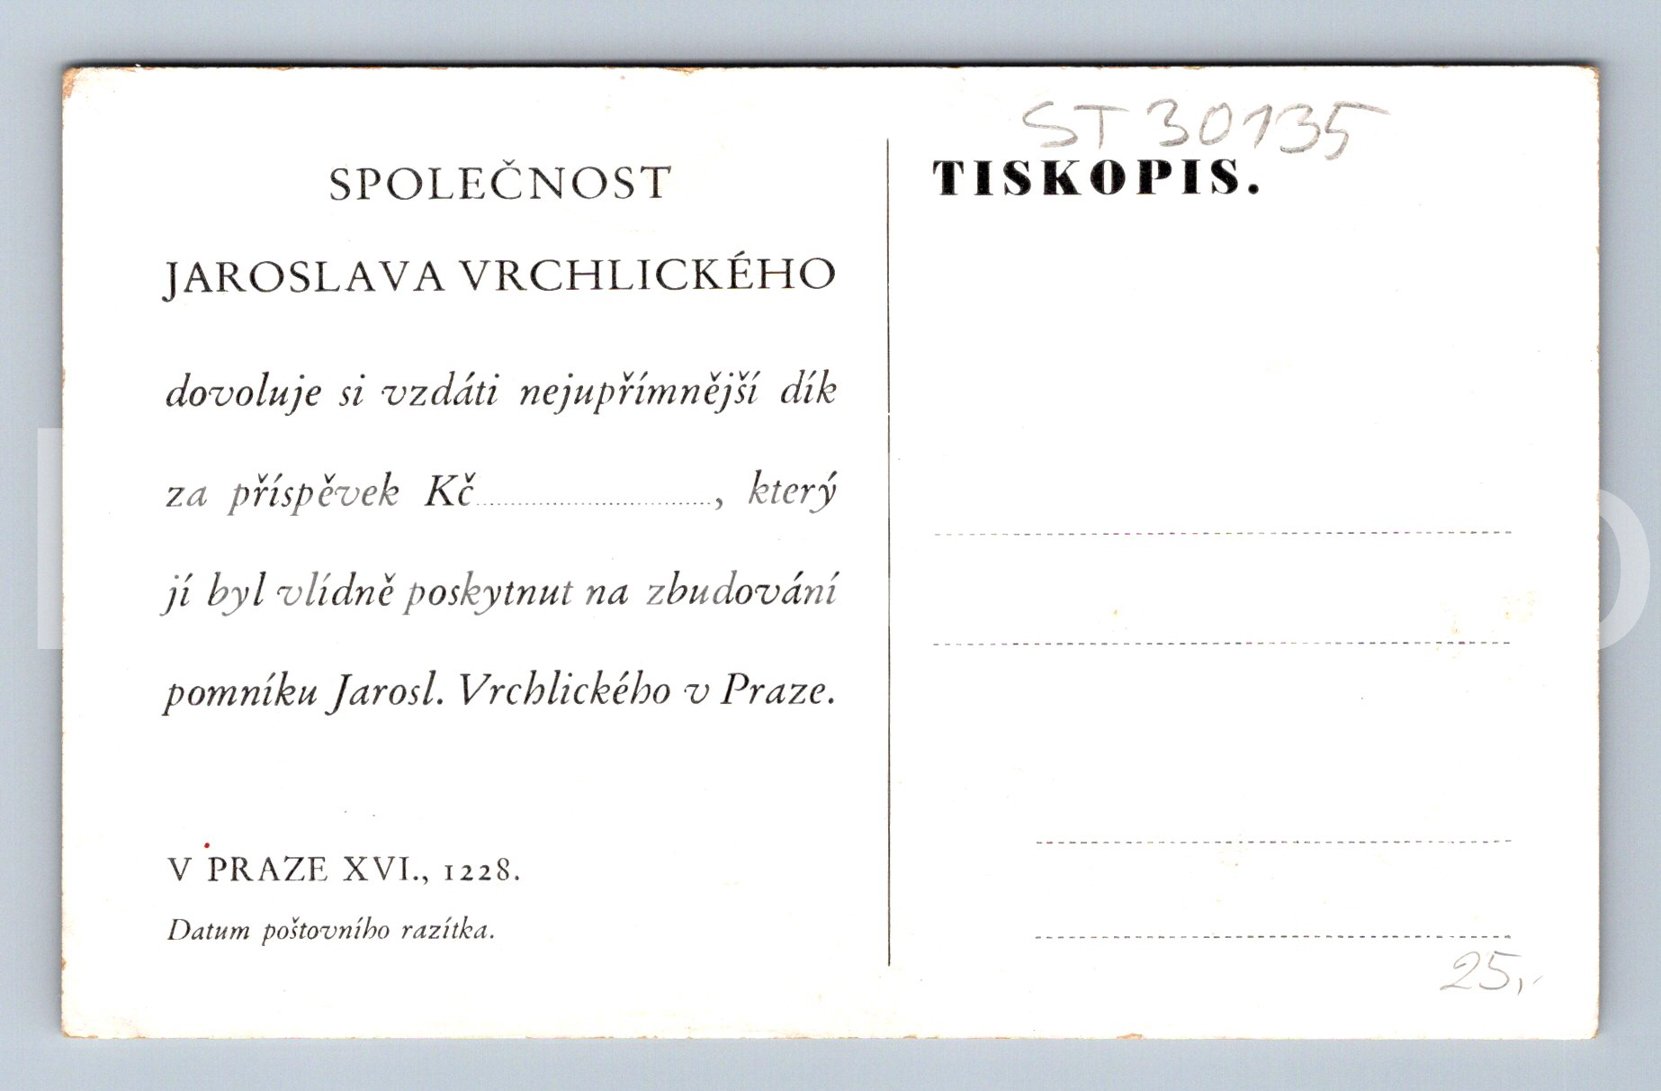 SPOLEČNOST
JAROSLAVA VRCHLICKÉHO
dovoluje si vzdáti nejupřímnější dík
za příspěvek Kč...................., který
jí byl vlídně poskytnut na zbudování
pomníku Jarosl. Vrchlického v Praze.
V PRAZE XVI., 1228.
Datum poštovního razítka.
ST 30135
TISKOPIS.
25,-